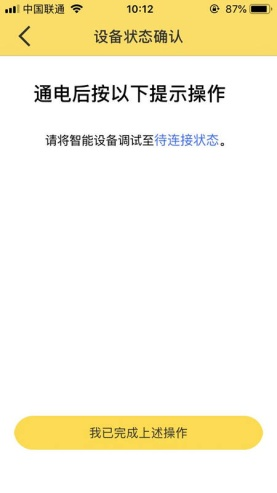 中国联通 10:12 87%
设备状态确认
通电后按以下提示操作
请将智能设备调试至待连接状态。
我已完成上述操作